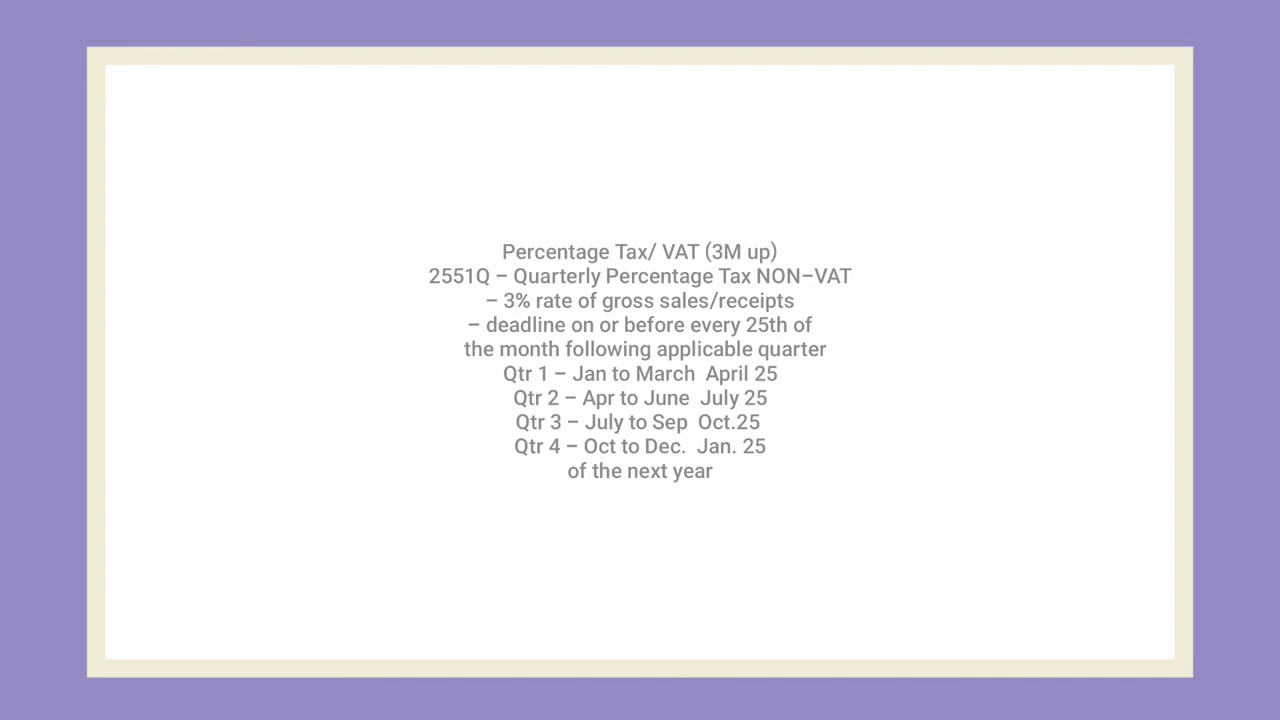 Percentage Tax/ VAT (3M up)
2551Q – Quarterly Percentage Tax NON–VAT
– 3% rate of gross sales/receipts
– deadline on or before every 25th of
the month following applicable quarter
Qtr 1 – Jan to March  April 25
Qtr 2 – Apr to June  July 25
Qtr 3 – July to Sep  Oct.25
Qtr 4 – Oct to Dec.  Jan. 25
of the next year